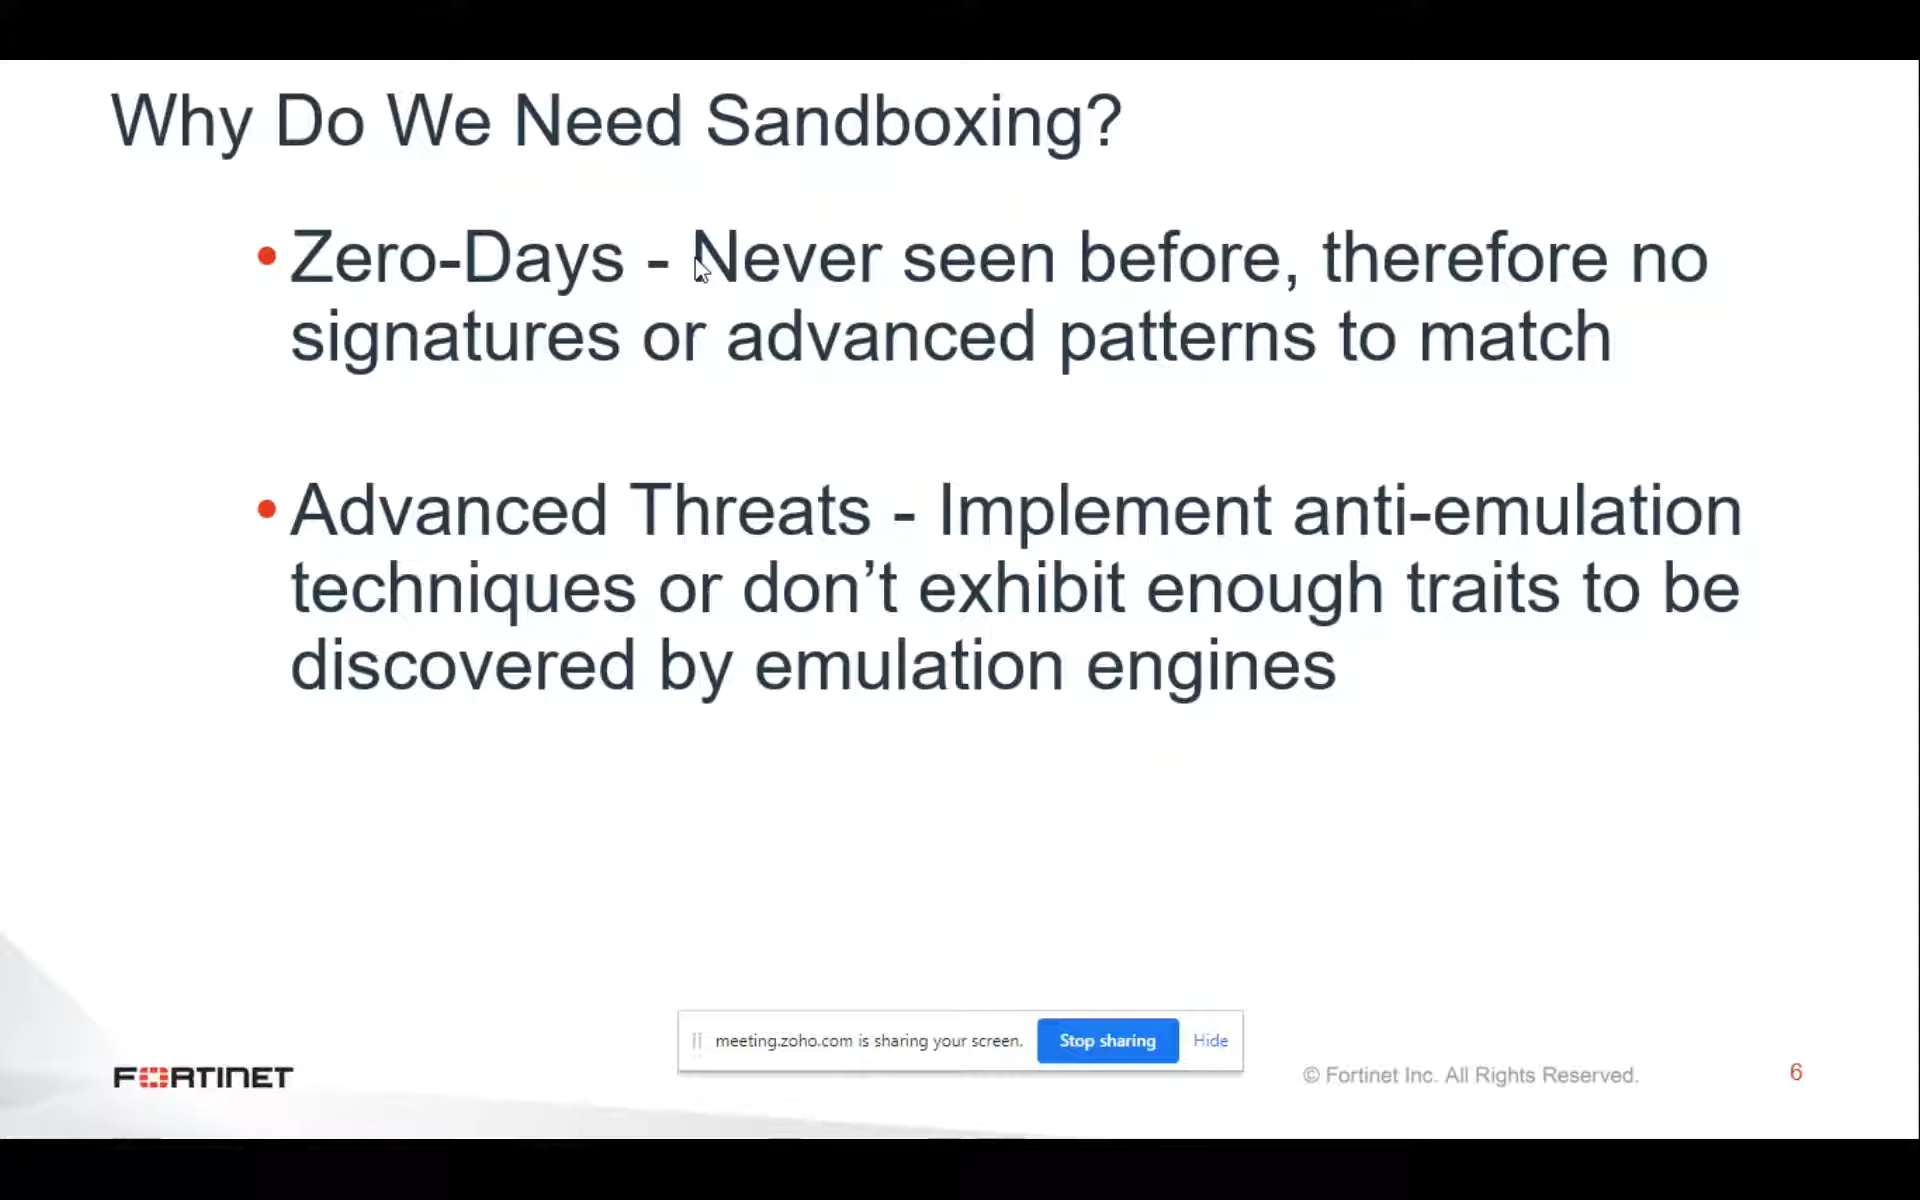 Why Do We Need Sandboxing?
• Zero-Days - Never seen before, therefore no
signatures or advanced patterns to match
• Advanced Threats - Implement anti-emulation
techniques or don’t exhibit enough traits to be
discovered by emulation engines
meeting.zoho.com is sharing your screen. Stop sharing Hide
FORTINET © Fortinet Inc. All Rights Reserved. 6